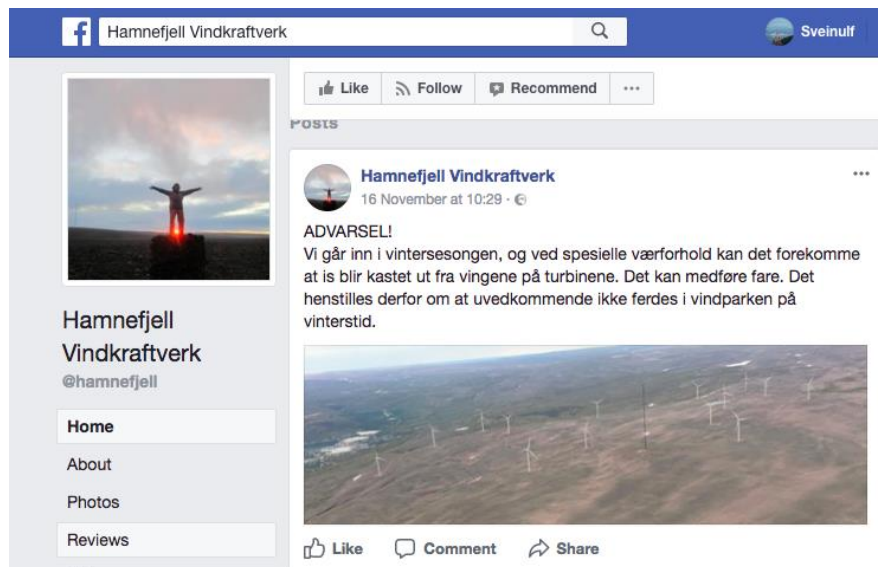 Hamnefjell Vindkraftverk
Sveinulf
Like
Follow
Recommend
Posts
Hamnefjell Vindkraftverk
16 November at 10:29 ·
ADVARSEL!
Vi går inn i vintersesongen, og ved spesielle værforhold kan det forekomme
at is blir kastet ut fra vingene på turbinene. Det kan medføre fare. Det
henstilles derfor om at uvedkommende ikke ferdes i vindparken på
vinterstid.
Hamnefjell
Vindkraftverk
@hamnefjell
Home
About
Photos
Reviews
Like
Comment
Share